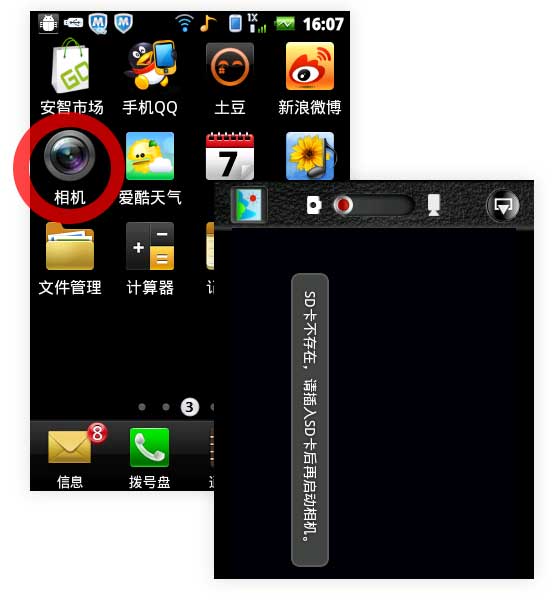 1X
16:07
GO
安智市场
手机QQ
土豆
新浪微博
7
相机
爱酷天气
文件管理
计算器
3
8
信息
拨号盘
SD卡不存在，请插入SD卡后再启动相机。